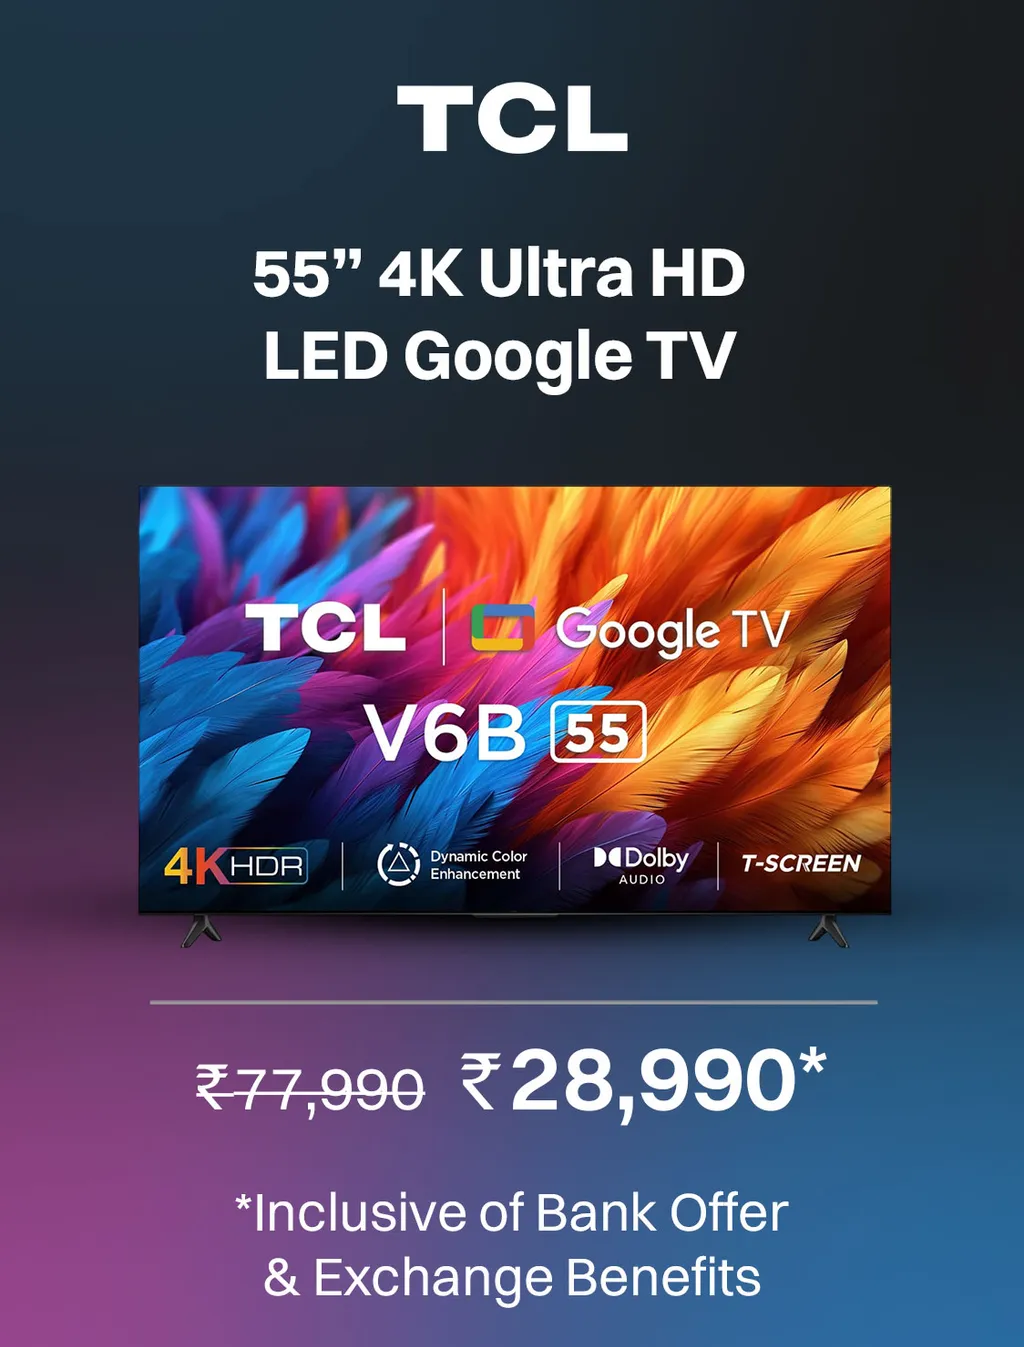 TCL
55” 4K Ultra HD
LED Google TV
TCL | Google TV
V6B 55
4K HDR
Dynamic Color
Enhancement
Dolby
AUDIO
T-SCREEN
₹77,990 ₹28,990*
*Inclusive of Bank Offer
& Exchange Benefits